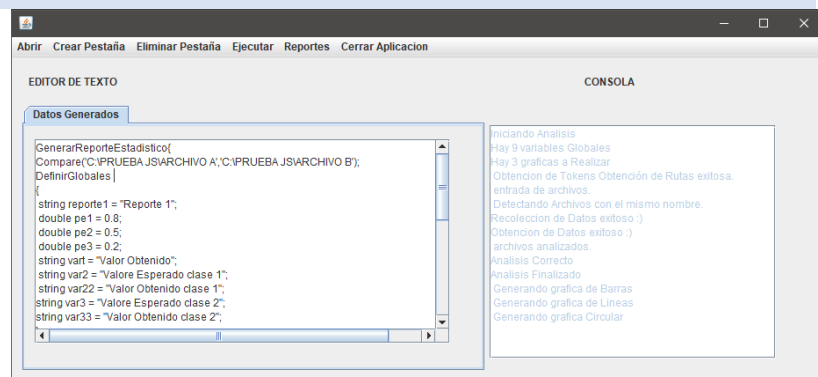 Abrir Crear Pestaña Eliminar Pestaña Ejecutar Reportes Cerrar Aplicacion
EDITOR DE TEXTO
Datos Generados
GenerarReporteEstadistico{
Compare('C:\PRUEBA JS\ARCHIVO A','C:\PRUEBA JS\ARCHIVO B');
DefinirGlobales
{
string reporte1 = "Reporte 1";
double pe1 = 0.8;
double pe2 = 0.5;
double pe3 = 0.2;
string vart = "Valor Obtenido";
string var2 = "Valore Esperado clase 1";
string var22 = "Valor Obtenido clase 1";
string var3 = "Valore Esperado clase 2";
string var33 = "Valor Obtenido clase 2";
CONSOLA
Iniciando Analisis
Hay 9 variables Globales
Hay 3 graficas a Realizar
Obtencion de Tokens Obtención de Rutas exitosa.
entrada de archivos.
Detectando Archivos con el mismo nombre.
Recoleccion de Datos exitoso :)
Obtencion de Datos exitoso :)
archivos analizados.
Analisis Correcto
Analisis Finalizado
Generando grafica de Barras
Generando grafica de Lineas
Generando grafica Circular